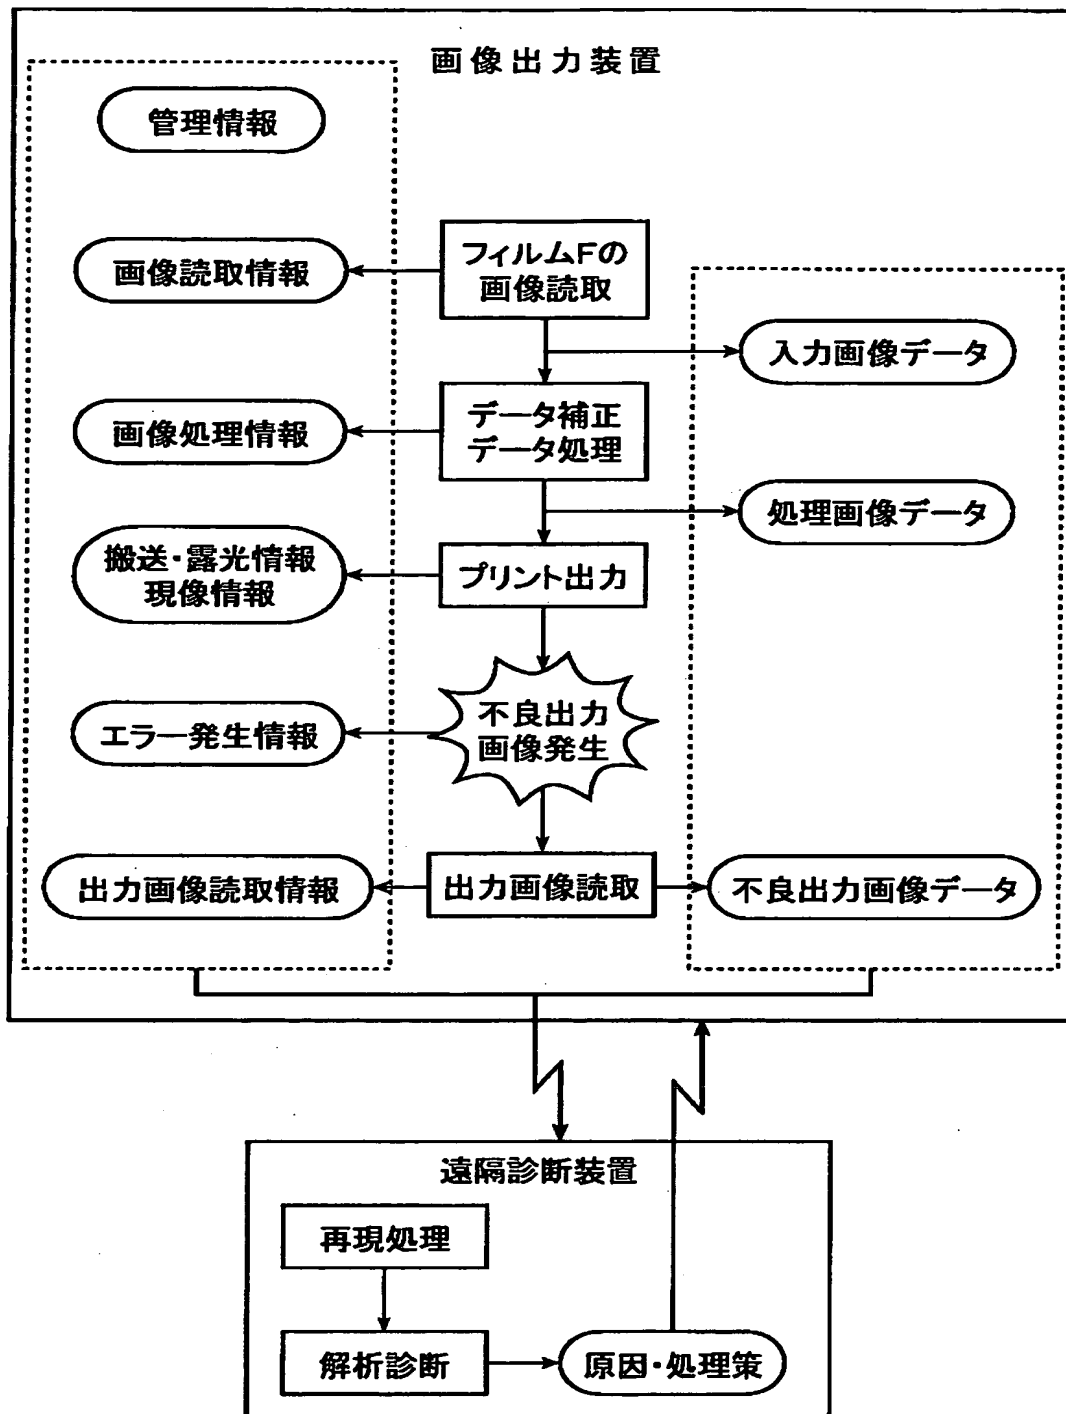 画像出力装置
管理情報
フィルムFの
画像読取
画像読取情報
入力画像データ
データ補正
データ処理
画像処理情報
処理画像データ
搬送・露光情報
現像情報
プリント出力
不良出力
画像発生
エラー発生情報
出力画像読取情報
出力画像読取
不良出力画像データ
遠隔診断装置
再現処理
解析診断
原因・処理策